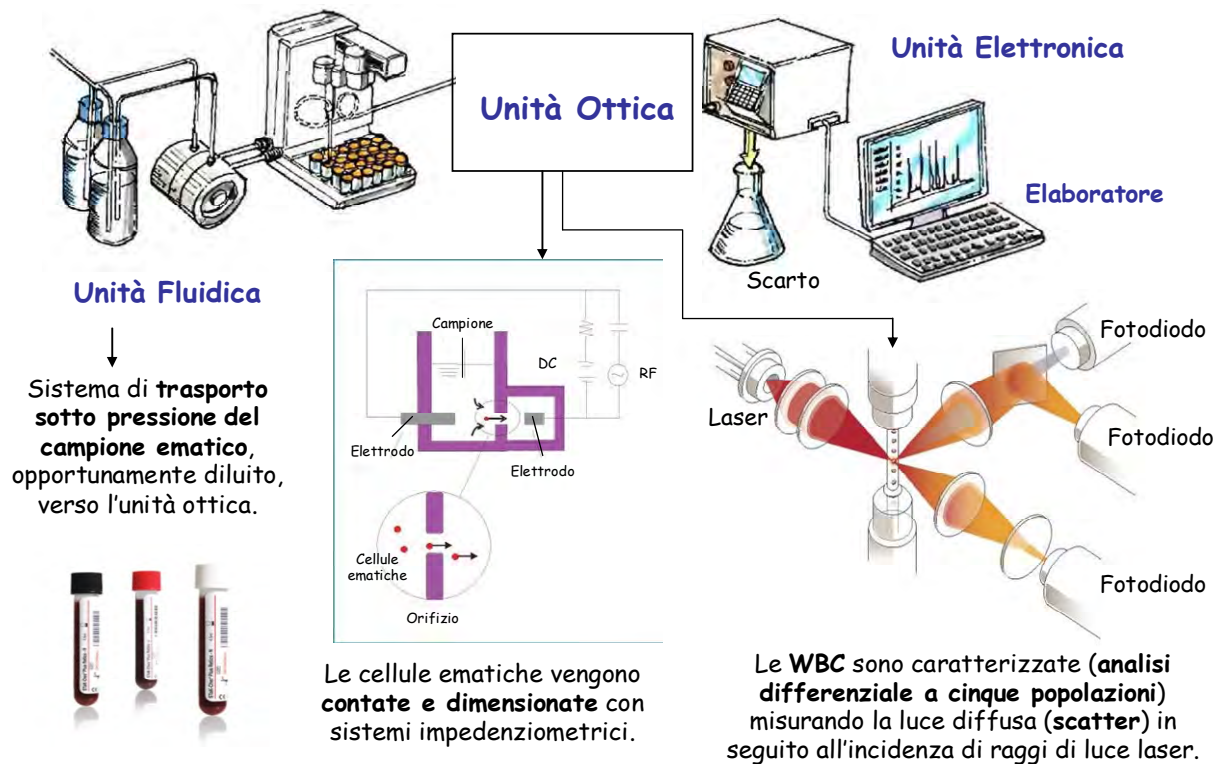 Unità Ottica
Unità Elettronica
Elaboratore
Scarto
Unità Fluidica
Sistema di trasporto
sotto pressione del
campione ematico,
opportunamente diluito,
verso l'unità ottica.
Campione
DC
RF
Elettrodo
Elettrodo
Cellule
ematiche
Orifizio
Le cellule ematiche vengono
contate e dimensionate con
sistemi impedenziometrici.
Laser
Fotodiodo
Fotodiodo
Fotodiodo
Le WBC sono caratterizzate (analisi
differenziale a cinque popolazioni)
misurando la luce diffusa (scatter) in
seguito all'incidenza di raggi di luce laser.